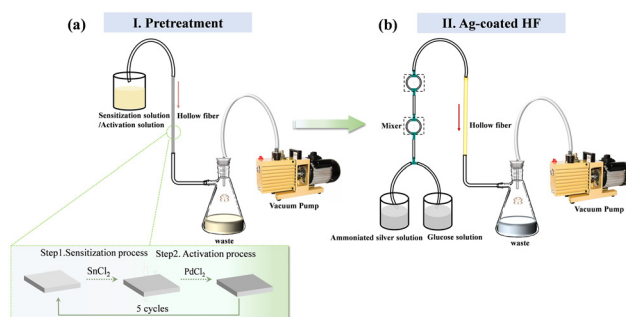 (a)
I. Pretreatment
Sensitization solution
/Activation solution
Hollow fiber
Vacuum Pump
waste
Step1.Sensitization process
Step2. Activation process
SnCl2
PdCl2
5 cycles
(b)
II. Ag-coated HF
Mixer
Hollow fiber
Ammoniated silver solution
Glucose solution
Vacuum Pump
waste